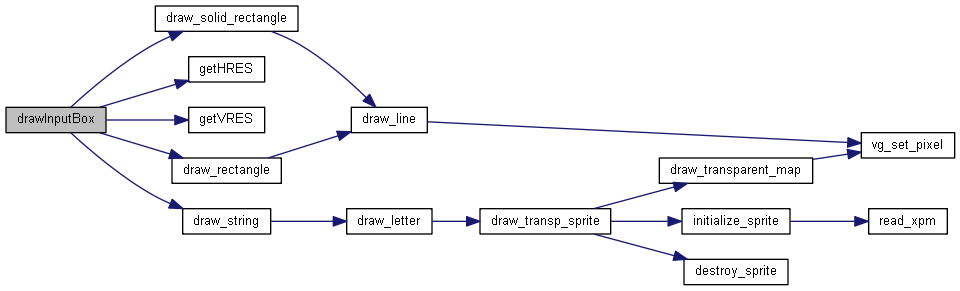 draw_solid_rectangle
getHRES
drawInputBox
getVRES
draw_line
vg_set_pixel
draw_rectangle
draw_transparent_map
draw_string
draw_letter
draw_transp_sprite
initialize_sprite
read_xpm
destroy_sprite